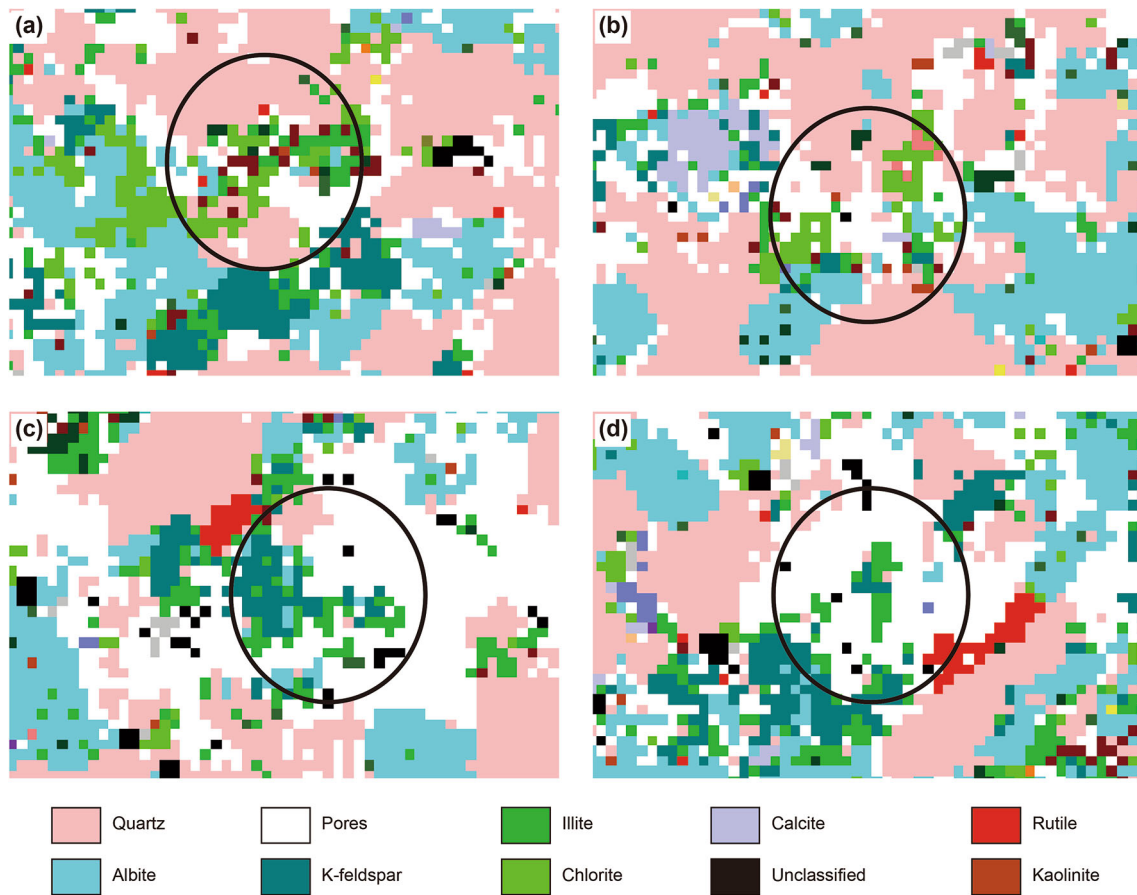 (a)
(b)
(c)
(d)
Quartz Pores Illite Calcite Rutile
Albite K-feldspar Chlorite Unclassified Kaolinite